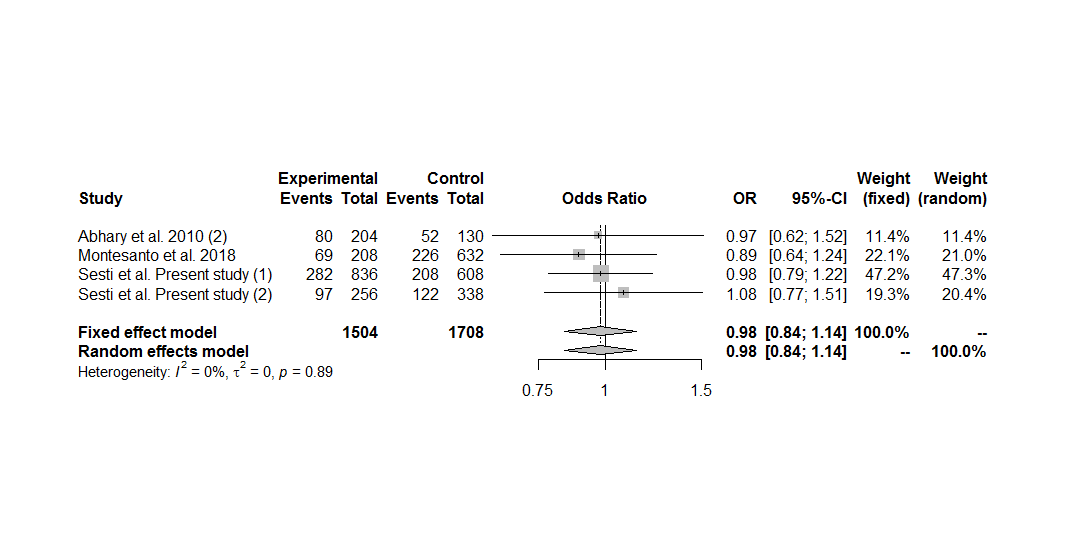 Experimental Control Weight Weight
Study Events Total Events Total Odds Ratio OR 95%-CI (fixed) (random)
Abhary et al. 2010 (2) 80 204 52 130 0.97 [0.62; 1.52] 11.4% 11.4%
Montesanto et al. 2018 69 208 226 632 0.89 [0.64; 1.24] 22.1% 21.0%
Sesti et al. Present study (1) 282 836 208 608 0.98 [0.79; 1.22] 47.2% 47.3%
Sesti et al. Present study (2) 97 256 122 338 1.08 [0.77; 1.51] 19.3% 20.4%
Fixed effect model 1504 1708 0.98 [0.84; 1.14] 100.0% --
Random effects model 0.98 [0.84; 1.14] -- 100.0%
Heterogeneity: I² = 0%, τ² = 0, p = 0.89
0.75 1 1.5